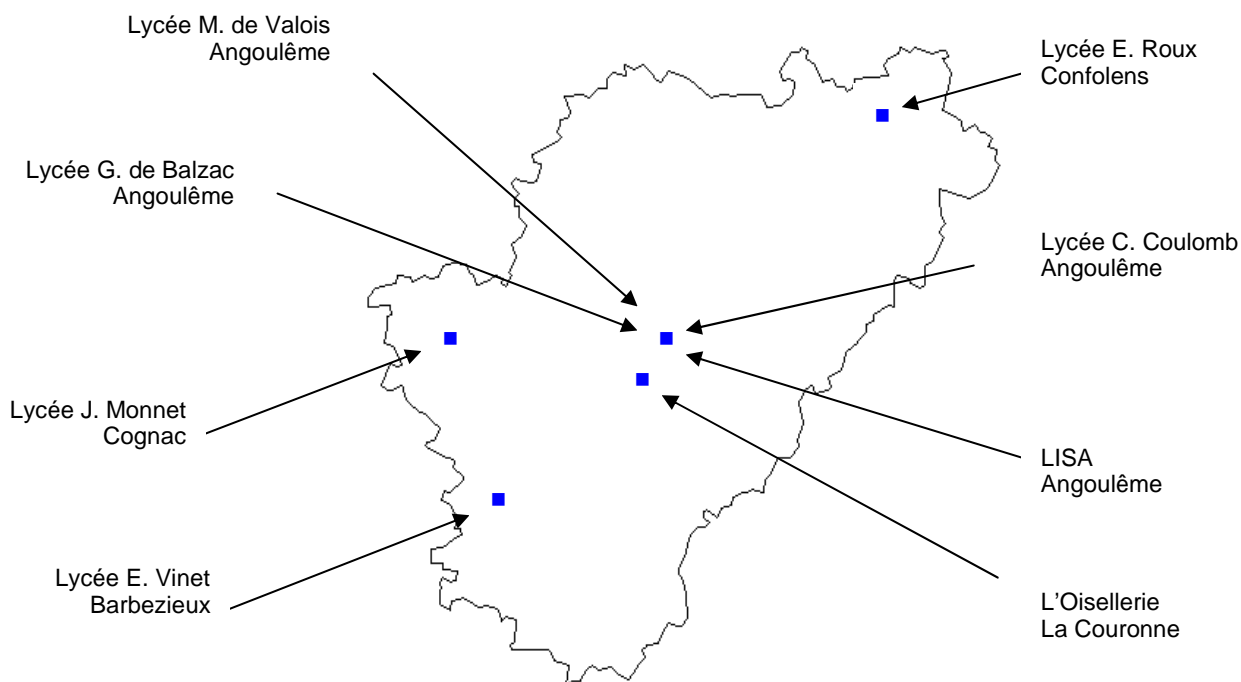 Lycée M. de Valois
Angoulême
Lycée E. Roux
Confolens
Lycée G. de Balzac
Angoulême
Lycée C. Coulomb
Angoulême
Lycée J. Monnet
Cognac
LISA
Angoulême
Lycée E. Vinet
Barbezieux
L’Oisellerie
La Couronne